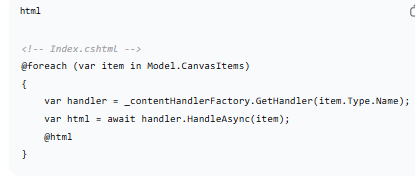 html
<!-- Index.cshtml -->
@foreach (var item in Model.CanvasItems)
{
    var handler = _contentHandlerFactory.GetHandler(item.Type.Name);
    var html = await handler.HandleAsync(item);
    @html
}